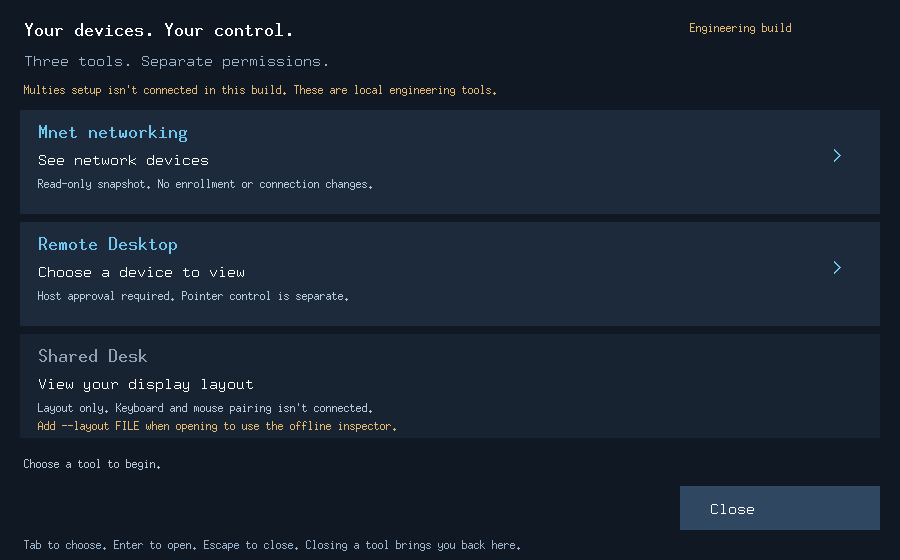 Your devices. Your control.
Engineering build
Three tools. Separate permissions.
Multies setup isn't connected in this build. These are local engineering tools.
Mnet networking
See network devices
Read-only snapshot. No enrollment or connection changes.
Remote Desktop
Choose a device to view
Host approval required. Pointer control is separate.
Shared Desk
View your display layout
Layout only. Keyboard and mouse pairing isn't connected.
Add --layout FILE when opening to use the offline inspector.
Choose a tool to begin.
Close
Tab to choose. Enter to open. Escape to close. Closing a tool brings you back here.